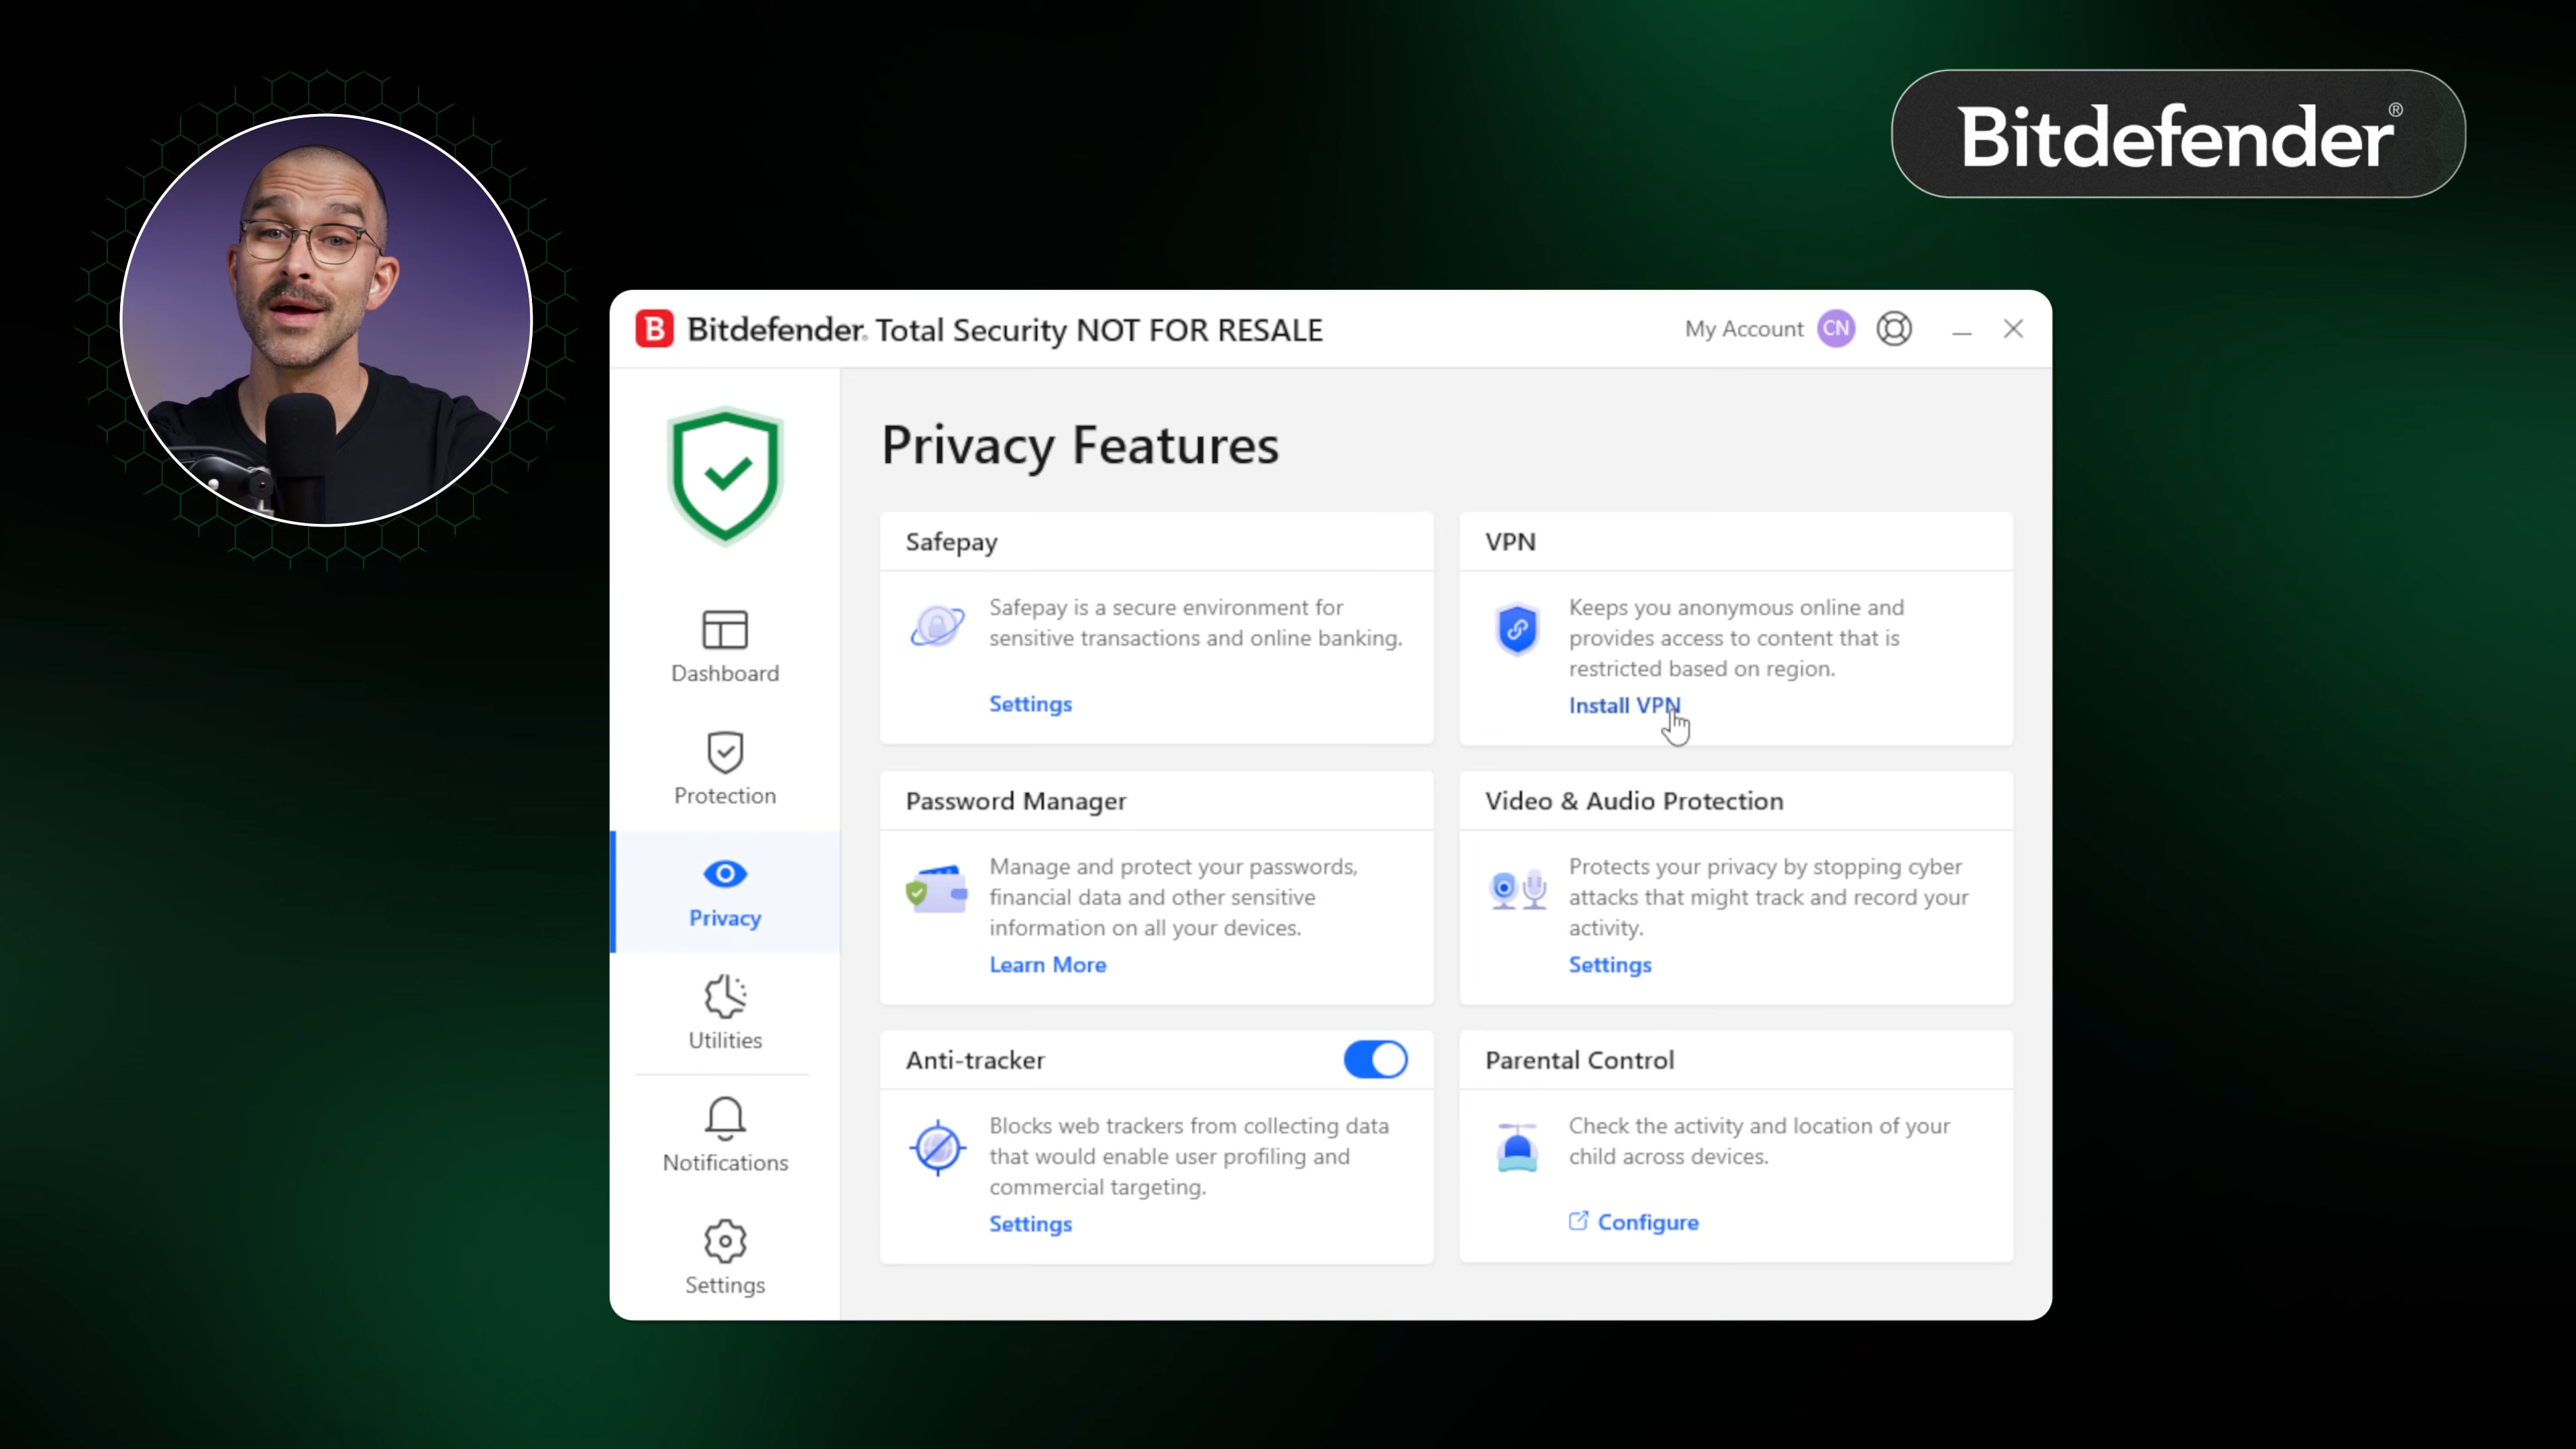 Bitdefender®
Bitdefender. Total Security NOT FOR RESALE
My Account CN
Dashboard
Protection
Privacy
Utilities
Notifications
Settings
Privacy Features
Safepay
Safepay is a secure environment for
sensitive transactions and online banking.
Settings
VPN
Keeps you anonymous online and
provides access to content that is
restricted based on region.
Install VPN
Password Manager
Manage and protect your passwords,
financial data and other sensitive
information on all your devices.
Learn More
Video & Audio Protection
Protects your privacy by stopping cyber
attacks that might track and record your
activity.
Settings
Anti-tracker
Blocks web trackers from collecting data
that would enable user profiling and
commercial targeting.
Settings
Parental Control
Check the activity and location of your
child across devices.
Configure